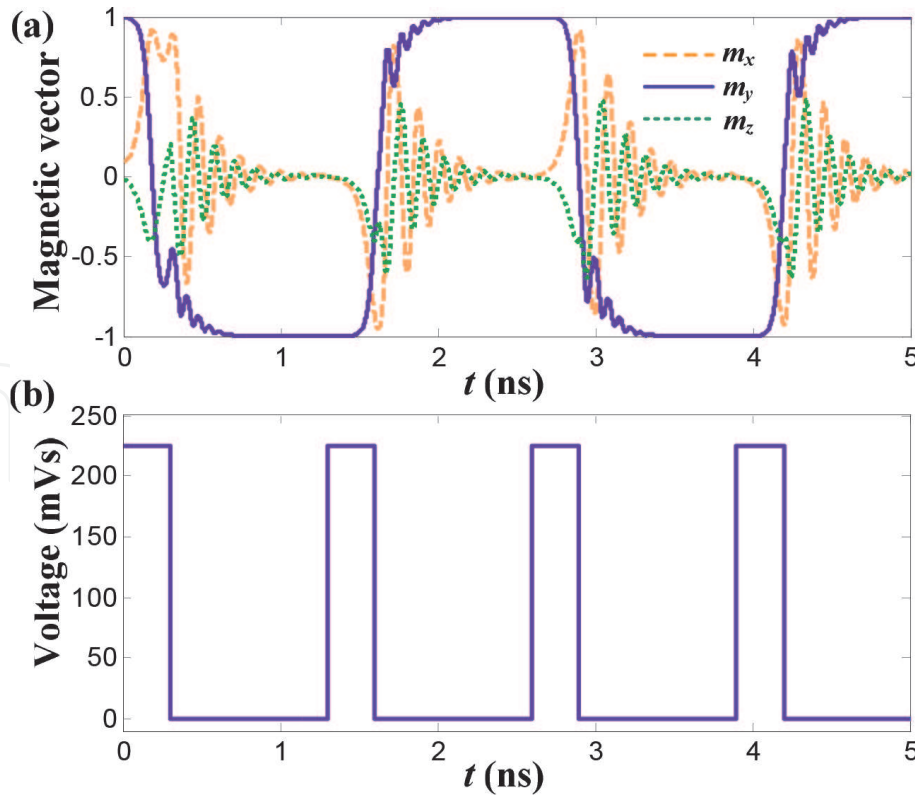 (a)
Magnetic vector
1
0.5
0
-0.5
-1
m_x
m_y
m_z
0 1 2 3 4 5
t (ns)
(b)
Voltage (mVs)
250
200
150
100
50
0
0 1 2 3 4 5
t (ns)